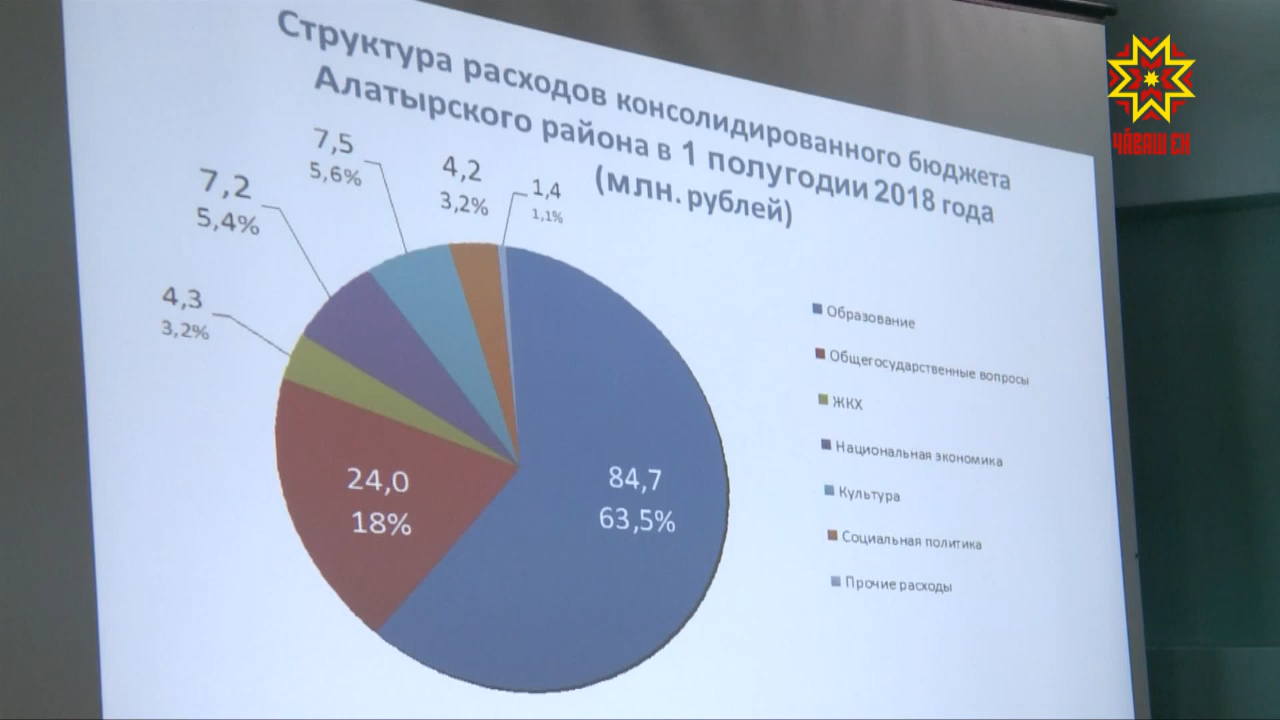 Структура расходов консолидированного бюджета
Алатырского района в 1 полугодии 2018 года
(млн. рублей)
7,5
5,6%
4,2
3,2%
1,4
1,1%
7,2
5,4%
4,3
3,2%
24,0
18%
84,7
63,5%
Образование
Общегосударственные вопросы
ЖКХ
Национальная экономика
Культура
Социальная политика
Прочие расходы
ЧӐВАШ ЕН